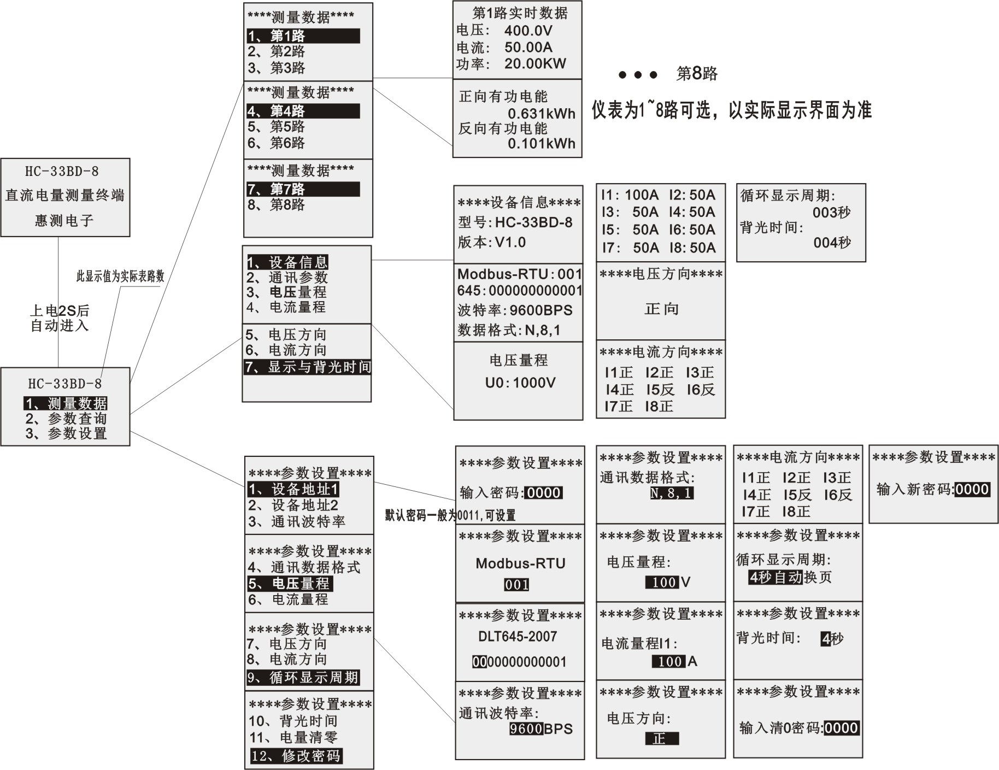 HC-33BD-8
直流电量测量终端
惠测电子
上电2S后
自动进入
此显示值为实际表路数
HC-33BD-8
1、测量数据
2、参数查询
3、参数设置
****测量数据****
1、第1路
2、第2路
3、第3路
****测量数据****
4、第4路
5、第5路
6、第6路
****测量数据****
7、第7路
8、第8路
第1路实时数据
电压: 400.0V
电流: 50.00A
功率: 20.00KW
正向有功电能
0.631kWh
反向有功电能
0.101kWh
● ● ● 第8路
仪表为1~8路可选，以实际显示界面为准
1、设备信息
2、通讯参数
3、电压量程
4、电流量程
5、电压方向
6、电流方向
7、显示与背光时间
****设备信息****
型号:HC-33BD-8
版本:V1.0
Modbus-RTU:001
645:000000000001
波特率:9600BPS
数据格式:N,8,1
电压量程
U0:1000V
I1: 100A I2:50A
I3: 50A I4:50A
I5: 50A I6:50A
I7: 50A I8:50A
****电压方向****
正向
****电流方向****
I1正 I2正 I3正
I4正 I5反 I6反
I7正 I8正
循环显示周期:
003秒
背光时间:
004秒
****参数设置****
1、设备地址1
2、设备地址2
3、通讯波特率
****参数设置****
4、通讯数据格式
5、电压量程
6、电流量程
****参数设置****
7、电压方向
8、电流方向
9、循环显示周期
****参数设置****
10、背光时间
11、电量清零
12、修改密码
****参数设置****
输入密码:0000
默认密码一般为0011,可设置
****参数设置****
Modbus-RTU
001
****参数设置****
DLT645-2007
000000000001
****参数设置****
通讯波特率:
9600BPS
****参数设置****
通讯数据格式:
N,8,1
****参数设置****
电压量程:
100V
****参数设置****
电流量程I1:
100A
****参数设置****
电压方向:
正
****电流方向****
I1正 I2正 I3正
I4正 I5反 I6反
I7正 I8正
****参数设置****
循环显示周期:
4秒自动换页
****参数设置****
背光时间: 4秒
****参数设置****
输入清0密码:0000
****参数设置****
输入新密码:0000